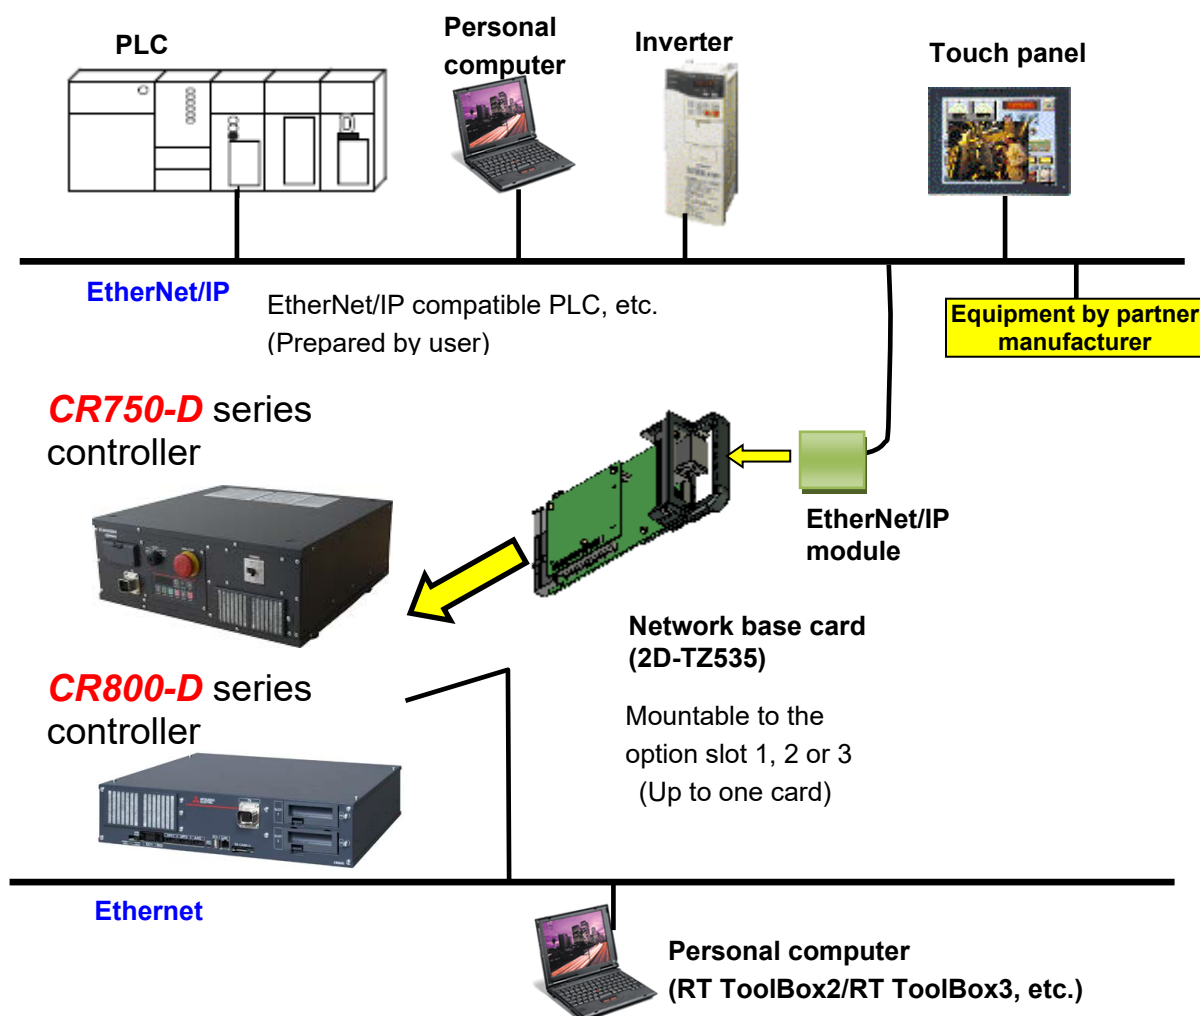 PLC
Personal
computer
Inverter
Touch panel
EtherNet/IP
EtherNet/IP compatible PLC, etc.
(Prepared by user)
Equipment by partner
manufacturer
CR750-D series
controller
EtherNet/IP
module
Network base card
(2D-TZ535)
CR800-D series
controller
Mountable to the
option slot 1, 2 or 3
(Up to one card)
Ethernet
Personal computer
(RT ToolBox2/RT ToolBox3, etc.)